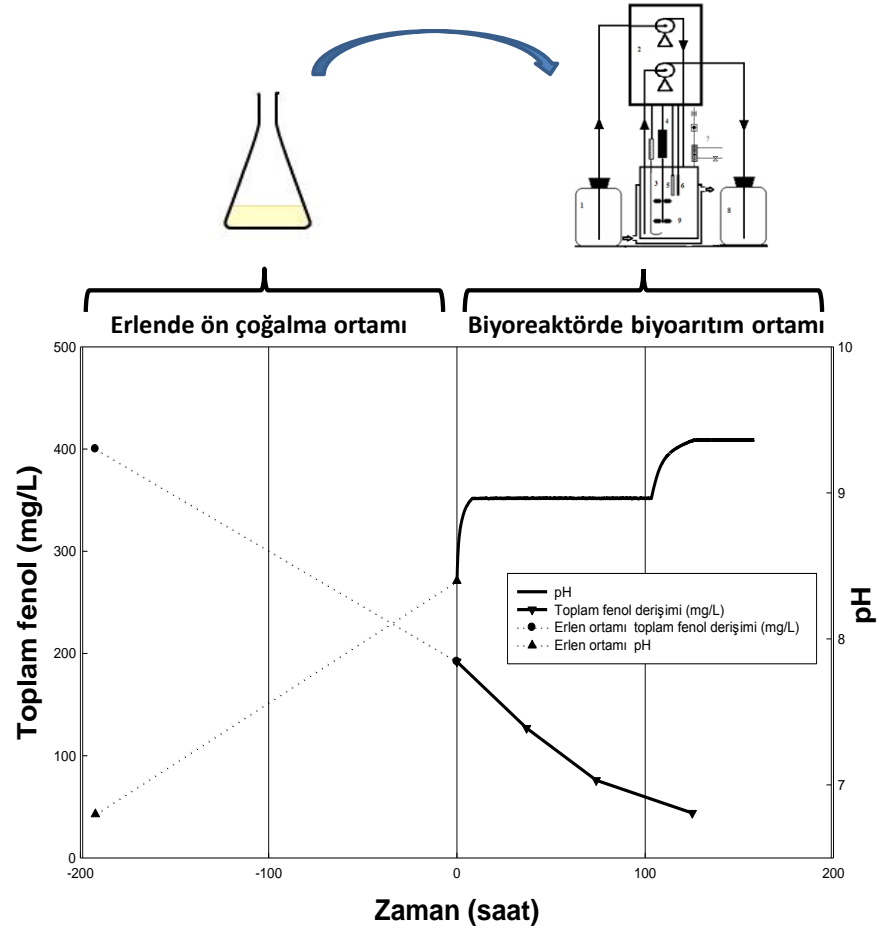 2
4
7
3
5
6
1
9
8
Erlende ön çoğalma ortamı
Biyoreaktörde biyoarıtım ortamı
500
400
300
200
100
0
Toplam fenol (mg/L)
10
9
8
7
pH
pH
Toplam fenol derişimi (mg/L)
Erlen ortamı toplam fenol derişimi (mg/L)
Erlen ortamı pH
-200
-100
0
100
200
Zaman (saat)